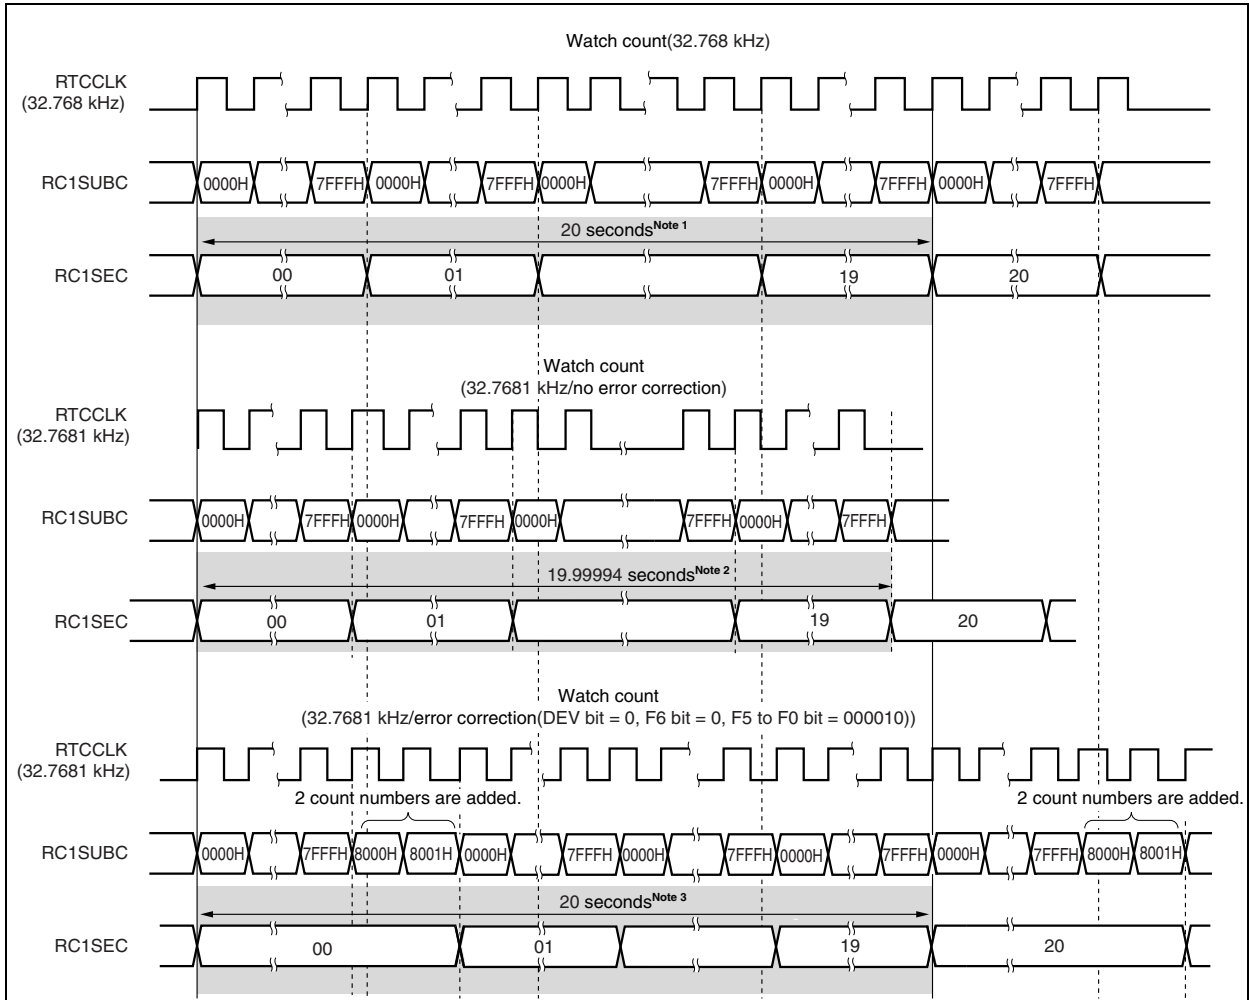 Watch count(32.768 kHz)
RTCCLK
(32.768 kHz)
RC1SUBC
0000H 7FFFH 0000H 7FFFH 0000H 7FFFH 0000H 7FFFH 0000H 7FFFH
20 seconds Note 1
RC1SEC
00 01 19 20
Watch count
(32.7681 kHz/no error correction)
RTCCLK
(32.7681 kHz)
RC1SUBC
0000H 7FFFH 0000H 7FFFH 0000H 7FFFH 0000H 7FFFH
19.99994 seconds Note 2
RC1SEC
00 01 19 20
Watch count
(32.7681 kHz/error correction(DEV bit = 0, F6 bit = 0, F5 to F0 bit = 000010))
RTCCLK
(32.7681 kHz)
2 count numbers are added. 2 count numbers are added.
RC1SUBC
0000H 7FFFH 8000H 8001H 0000H 7FFFH 0000H 7FFFH 0000H 7FFFH 0000H 7FFFH 8000H 8001H
20 seconds Note 3
RC1SEC
00 01 19 20